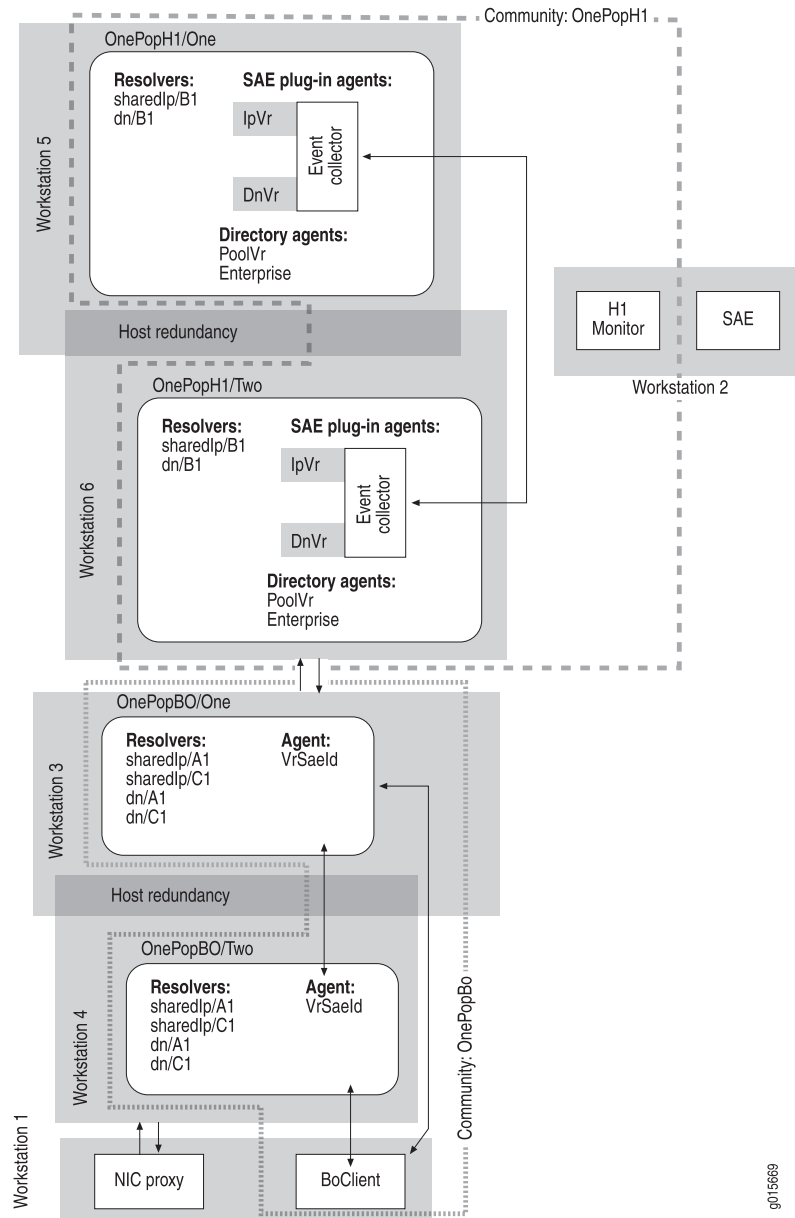 Community: OnePopH1
OnePopH1/One
Resolvers:
sharedIp/B1
dn/B1
SAE plug-in agents:
IpVr
DnVr
Event
collector
Directory agents:
PoolVr
Enterprise
Workstation 5
Host redundancy
H1
Monitor
SAE
Workstation 2
OnePopH1/Two
Resolvers:
sharedIp/B1
dn/B1
SAE plug-in agents:
IpVr
DnVr
Event
collector
Directory agents:
PoolVr
Enterprise
Workstation 6
OnePopBO/One
Resolvers:
sharedIp/A1
sharedIp/C1
dn/A1
dn/C1
Agent:
VrSaeId
Workstation 3
Host redundancy
OnePopBO/Two
Resolvers:
sharedIp/A1
sharedIp/C1
dn/A1
dn/C1
Agent:
VrSaeId
Workstation 4
Community: OnePopBo
Workstation 1
NIC proxy
BoClient
g015669